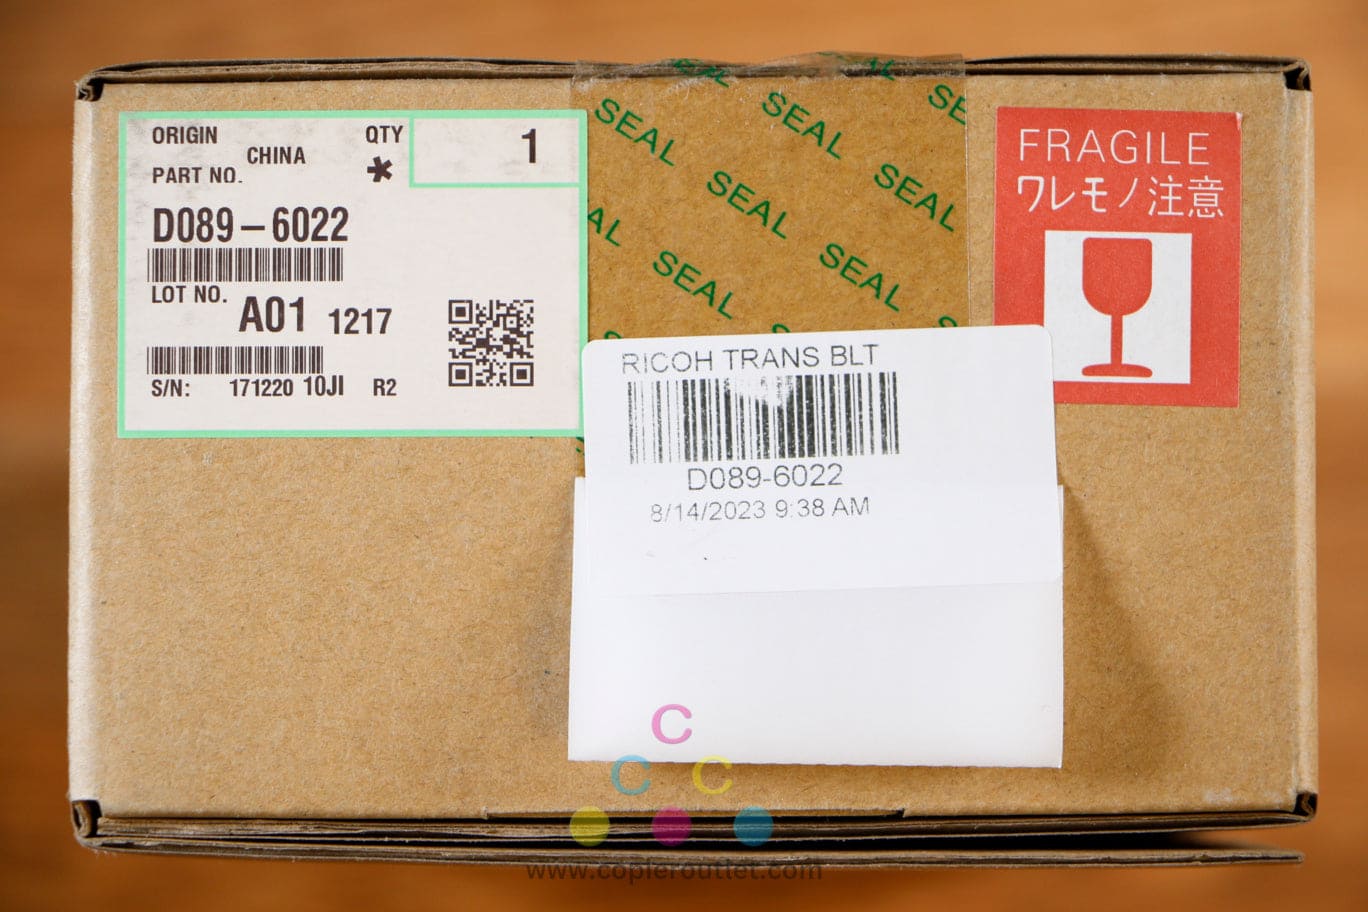 ORIGIN
CHINA
QTY
*
1
PART NO.
D089-6022
LOT NO.
A01 1217
S/N: 171220 10JI R2
SEAL SEAL SE
SEAL SEAL
AL SEAL SEAL
FRAGILE
ワレモノ注意
RICOH TRANS BLT
D089-6022
8/14/2023 9:38 AM
C
C C
www.copieroutlet.com